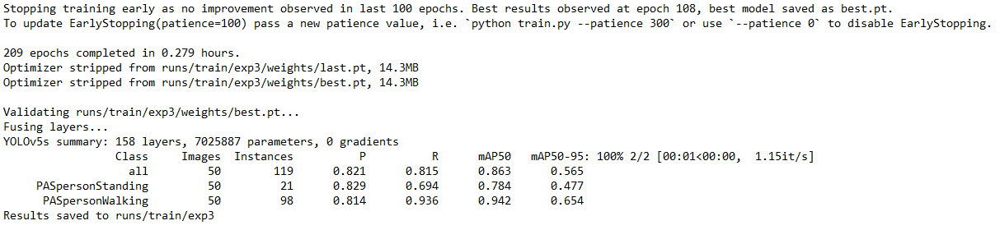 Stopping training early as no improvement observed in last 100 epochs. Best results observed at epoch 108, best model saved as best.pt.
To update EarlyStopping(patience=100) pass a new patience value, i.e. `python train.py --patience 300` or use `--patience 0` to disable EarlyStopping.
209 epochs completed in 0.279 hours.
Optimizer stripped from runs/train/exp3/weights/last.pt, 14.3MB
Optimizer stripped from runs/train/exp3/weights/best.pt, 14.3MB
Validating runs/train/exp3/weights/best.pt...
Fusing layers...
YOLOv5s summary: 158 layers, 7025887 parameters, 0 gradients
Class Images Instances P R mAP50 mAP50-95: 100% 2/2 [00:01<00:00, 1.15it/s]
all 50 119 0.821 0.815 0.863 0.565
PASpersonStanding 50 21 0.829 0.694 0.784 0.477
PASpersonWalking 50 98 0.814 0.936 0.942 0.654
Results saved to runs/train/exp3